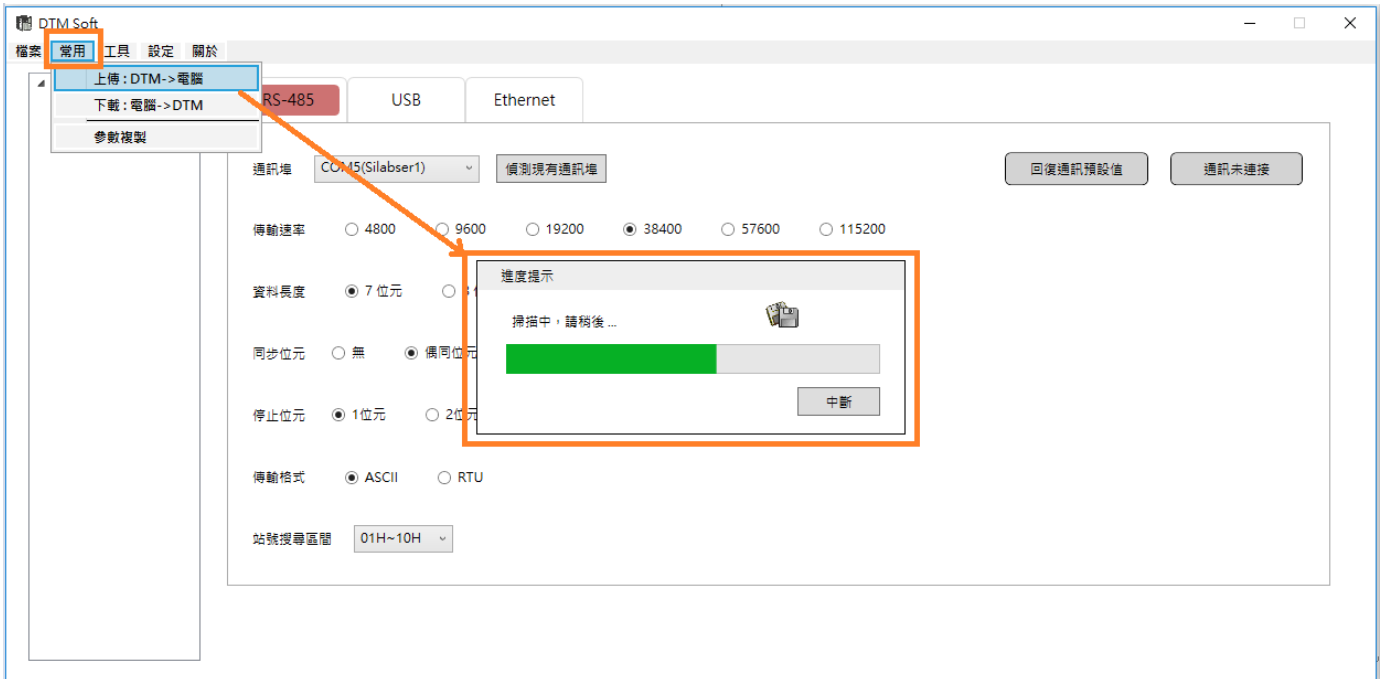 DTM Soft
檔案 常用 工具 設定 關於
上傳 : DTM->電腦
下載 : 電腦->DTM
參數複製
RS-485 USB Ethernet
通訊埠 COM5(Silabser1) 偵測現有通訊埠 回復通訊預設值 通訊未連接
傳輸速率 4800 9600 19200 38400 57600 115200
資料長度 7 位元
同步位元 無 偶同位元
停止位元 1位元 2位元
傳輸格式 ASCII RTU
站號搜尋區間 01H~10H
進度提示
掃描中，請稍後 ...
中斷